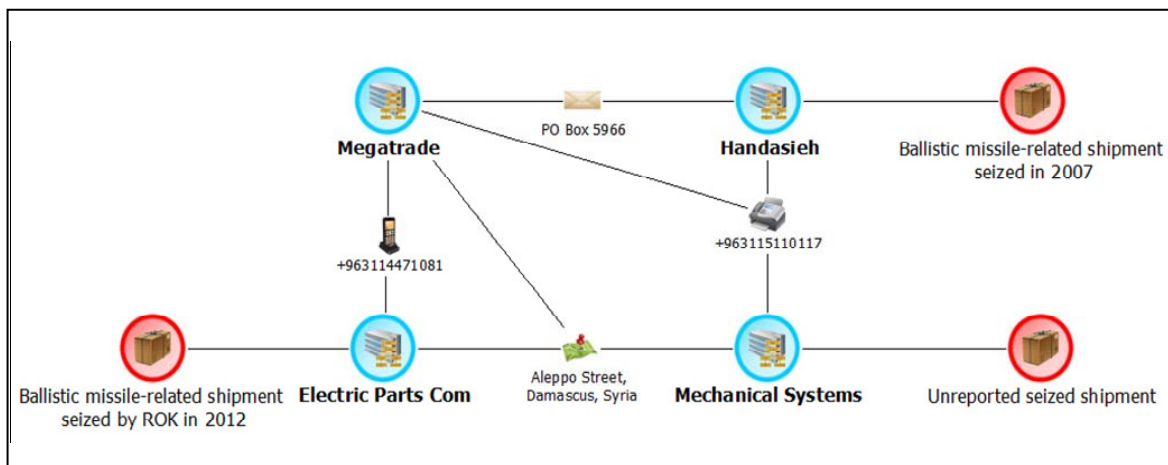 PO Box 5966
Megatrade
Handasieh
Ballistic missile-related shipment
seized in 2007
+963115110117
+963114471081
Aleppo Street,
Damascus, Syria
Ballistic missile-related shipment
seized by ROK in 2012
Electric Parts Com
Mechanical Systems
Unreported seized shipment